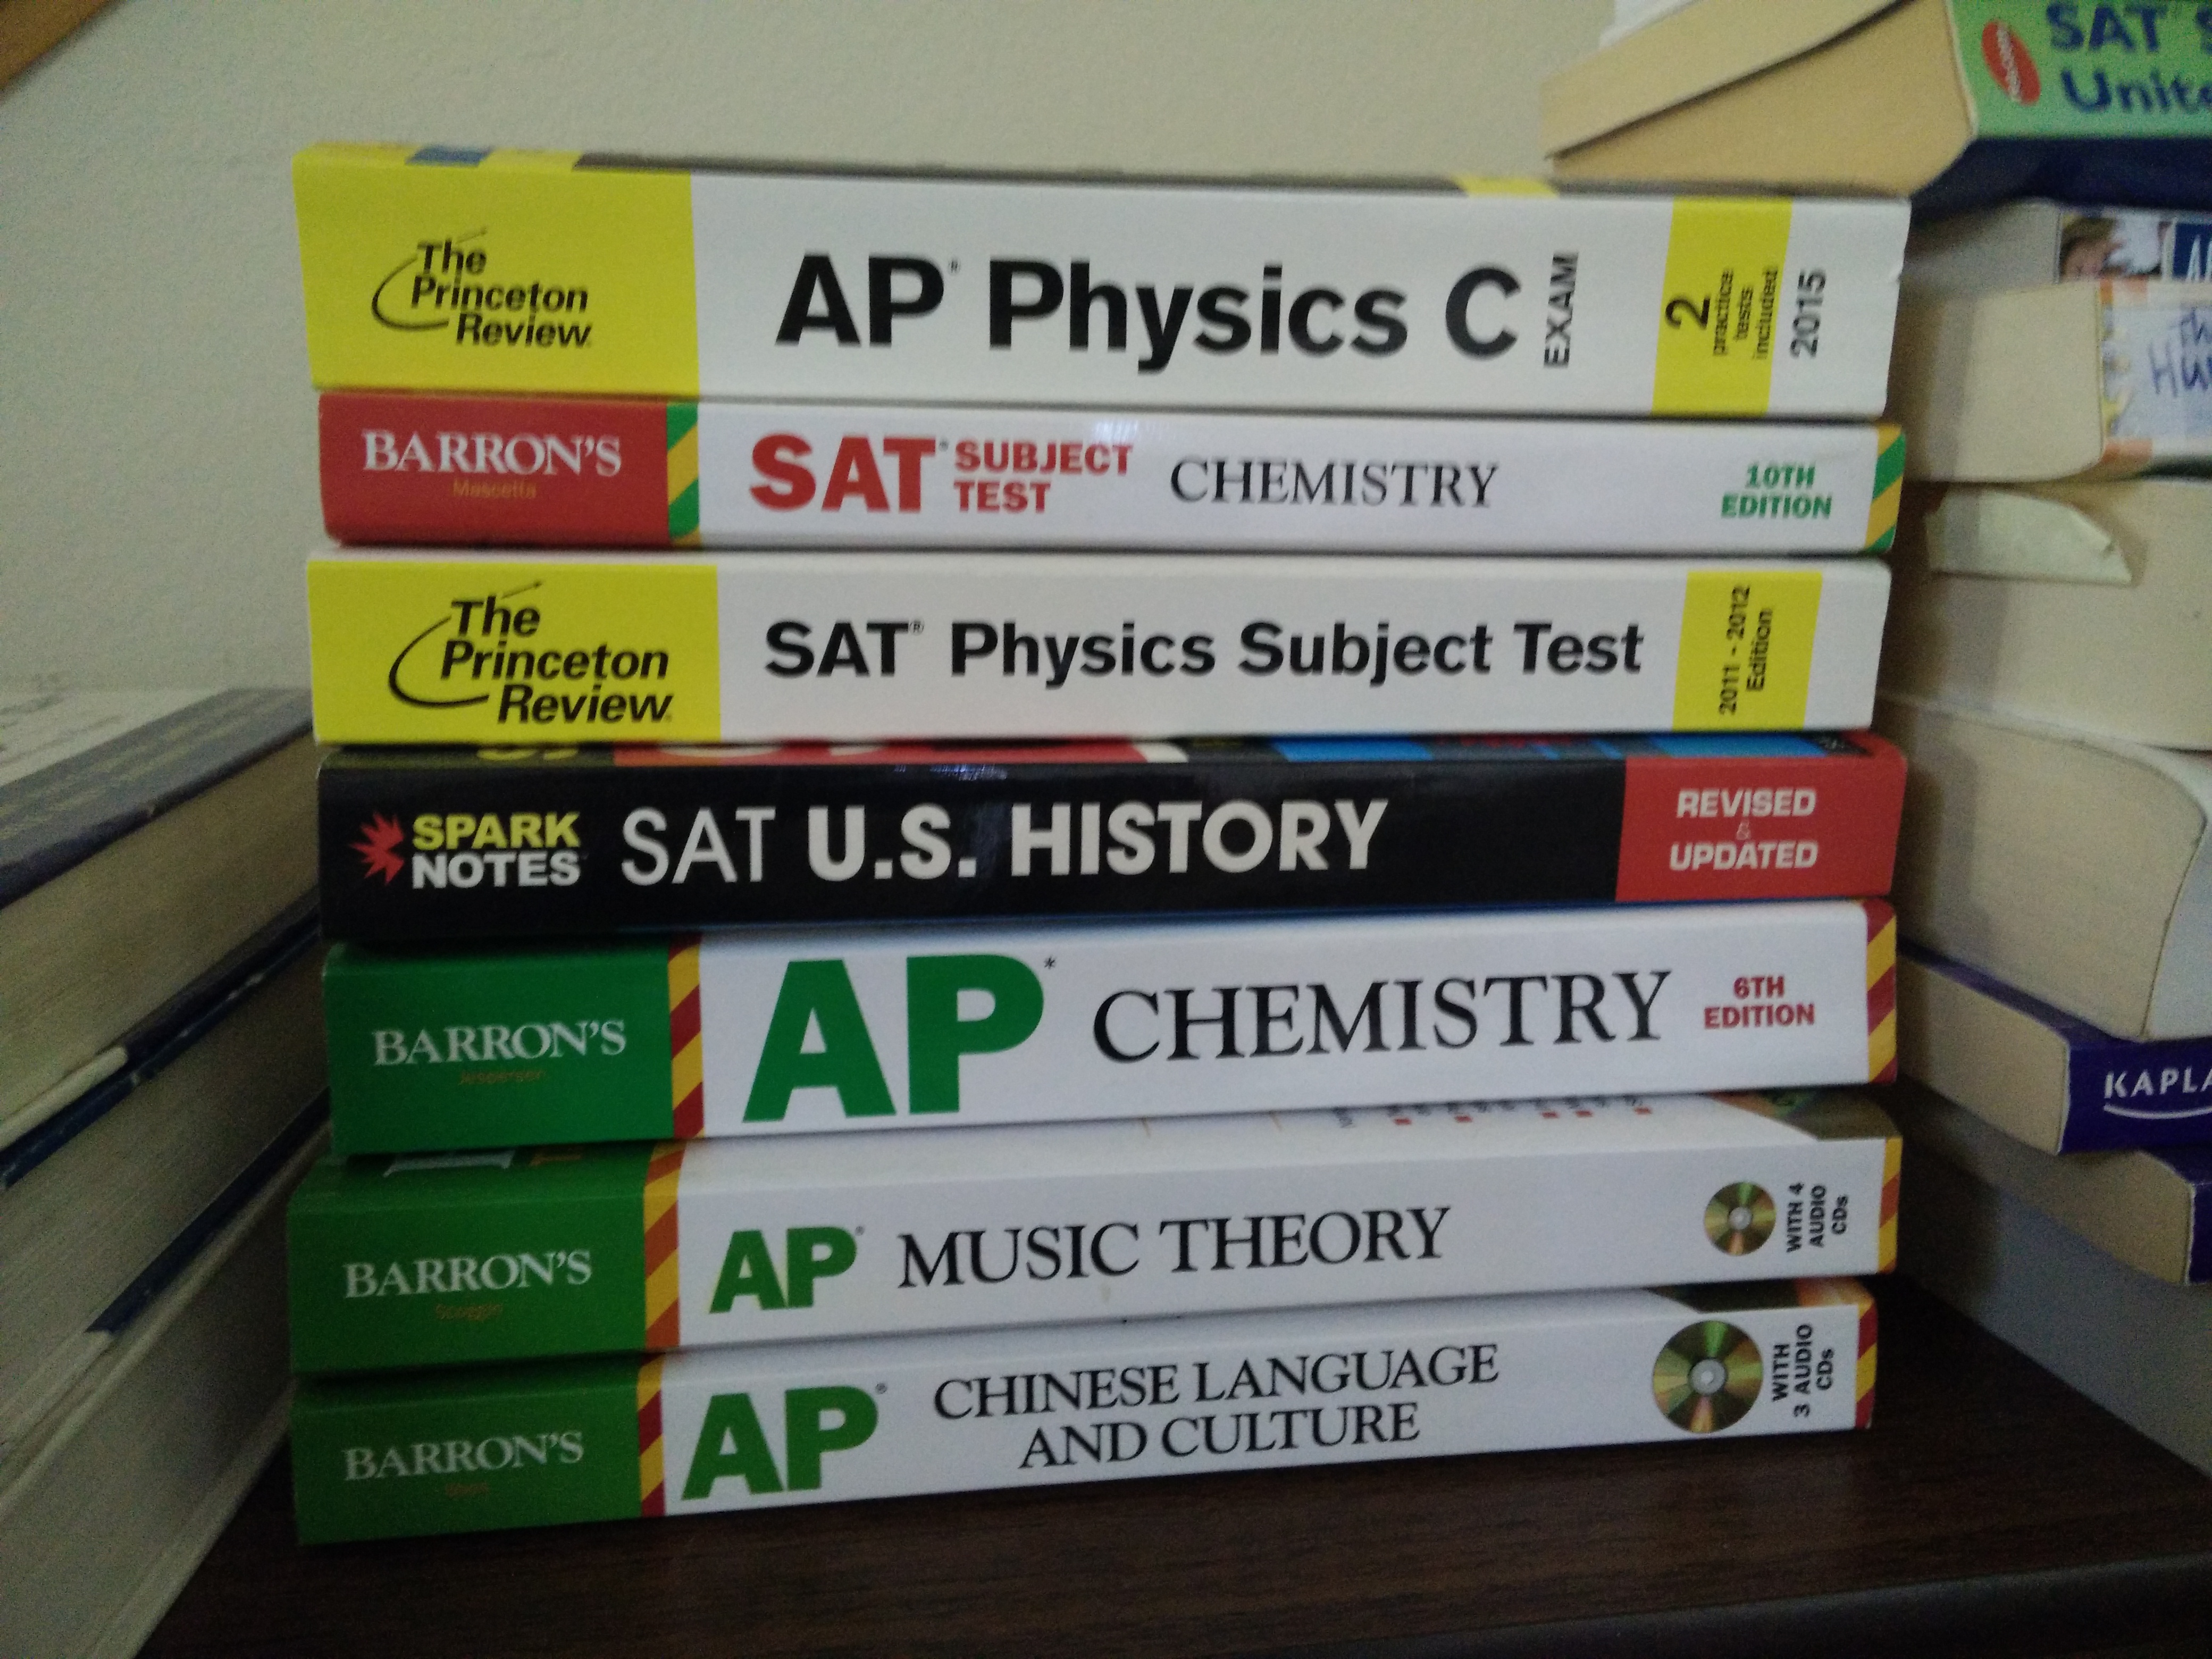 The
Princeton
Review
AP® Physics C EXAM
2
practice
tests
included
2015
BARRON'S
Mascetta
SAT® SUBJECT
TEST
CHEMISTRY
10TH
EDITION
The
Princeton
Review
SAT® Physics Subject Test
2011 - 2012
Edition
SPARK
NOTES
SAT U.S. HISTORY
REVISED
&
UPDATED
BARRON'S
Jespersen
AP* CHEMISTRY
6TH
EDITION
BARRON'S
Scoggin
AP® MUSIC THEORY
WITH 4
AUDIO
CDs
BARRON'S
AP® CHINESE LANGUAGE
AND CULTURE
WITH
3 AUDIO
CDs
SAT
KAPLA